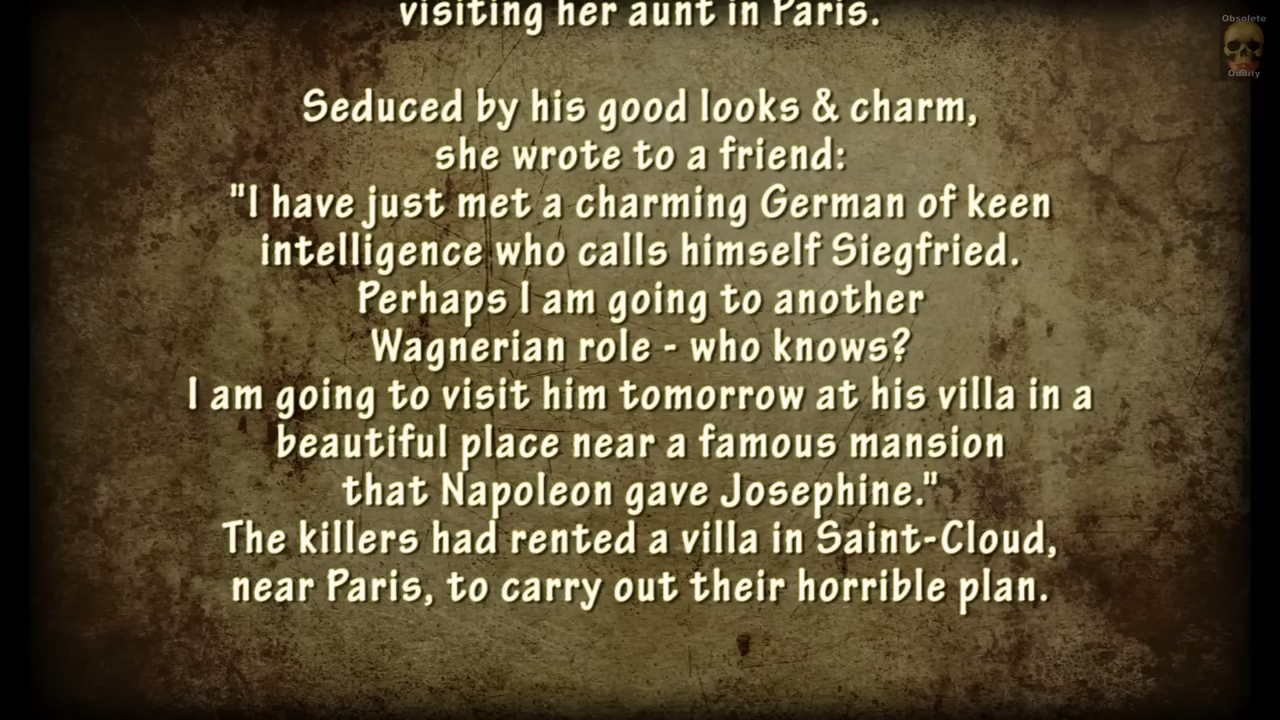 visiting her aunt in Paris.
Obsolete
Oddity
Seduced by his good looks & charm,
she wrote to a friend:
"I have just met a charming German of keen
intelligence who calls himself Siegfried.
Perhaps I am going to another
Wagnerian role - who knows?
I am going to visit him tomorrow at his villa in a
beautiful place near a famous mansion
that Napoleon gave Josephine."
The killers had rented a villa in Saint-Cloud,
near Paris, to carry out their horrible plan.